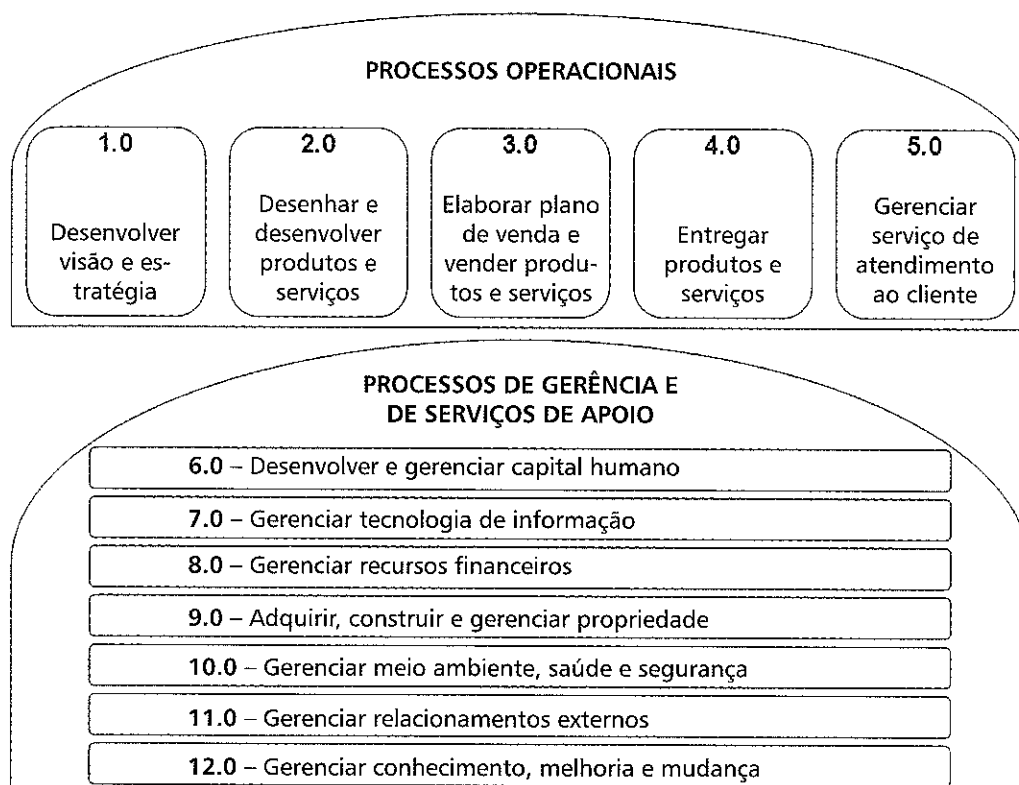 PROCESSOS OPERACIONAIS
1.0
Desenvolver
visão e es-
tratégia
2.0
Desenhar e
desenvolver
produtos e
serviços
3.0
Elaborar plano
de venda e
vender produ-
tos e serviços
4.0
Entregar
produtos e
serviços
5.0
Gerenciar
serviço de
atendimento
ao cliente
PROCESSOS DE GERÊNCIA E
DE SERVIÇOS DE APOIO
6.0 – Desenvolver e gerenciar capital humano
7.0 – Gerenciar tecnologia de informação
8.0 – Gerenciar recursos financeiros
9.0 – Adquirir, construir e gerenciar propriedade
10.0 – Gerenciar meio ambiente, saúde e segurança
11.0 – Gerenciar relacionamentos externos
12.0 – Gerenciar conhecimento, melhoria e mudança